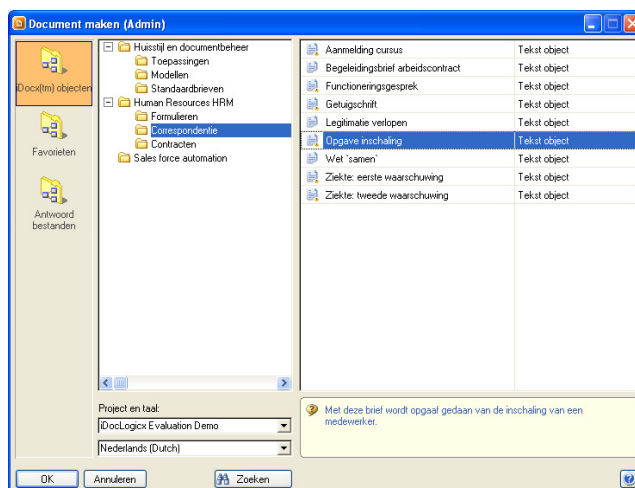 Document maken (Admin)
iDocx(tm) objecten
Favorieten
Antwoord
bestanden
Huisstijl en documentbeheer
Toepassingen
Modellen
Standaardbrieven
Human Resources HRM
Formulieren
Correspondentie
Contracten
Sales force automation
Aanmelding cursus Tekst object
Begeleidingsbrief arbeidscontract Tekst object
Functioneringsgesprek Tekst object
Getuigschrift Tekst object
Legitimatie verlopen Tekst object
Opgave inschaling Tekst object
Wet `samen` Tekst object
Ziekte: eerste waarschuwing Tekst object
Ziekte: tweede waarschuwing Tekst object
Project en taal:
iDocLogicx Evaluation Demo
Nederlands (Dutch)
Met deze brief wordt opgaaf gedaan van de inschaling van een
medewerker.
OK Annuleren Zoeken